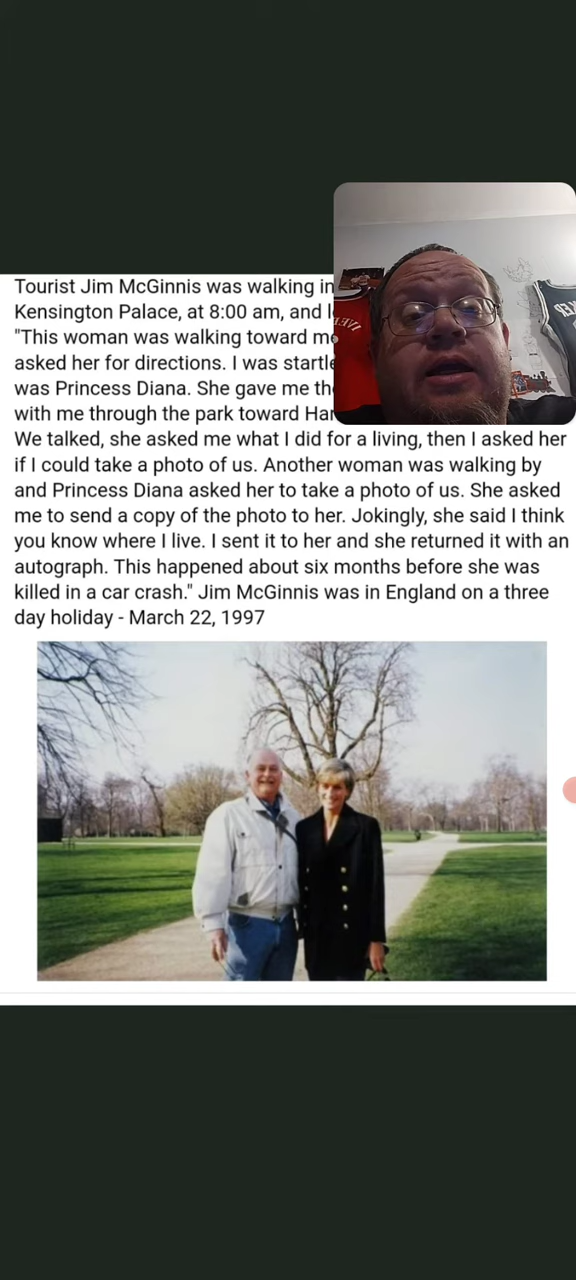 Tourist Jim McGinnis was walking in
Kensington Palace, at 8:00 am, and
"This woman was walking toward
asked her for directions. I was
was Princess Diana. She gave me
with me through the park toward
We talked, she asked me what I did for a living, then I asked her
if I could take a photo of us. Another woman was walking by
and Princess Diana asked her to take a photo of us. She asked
me to send a copy of the photo to her. Jokingly, she said I think
you know where I live. I sent it to her and she returned it with an
autograph. This happened about six months before she was
killed in a car crash." Jim McGinnis was in England on a three
day holiday - March 22, 1997